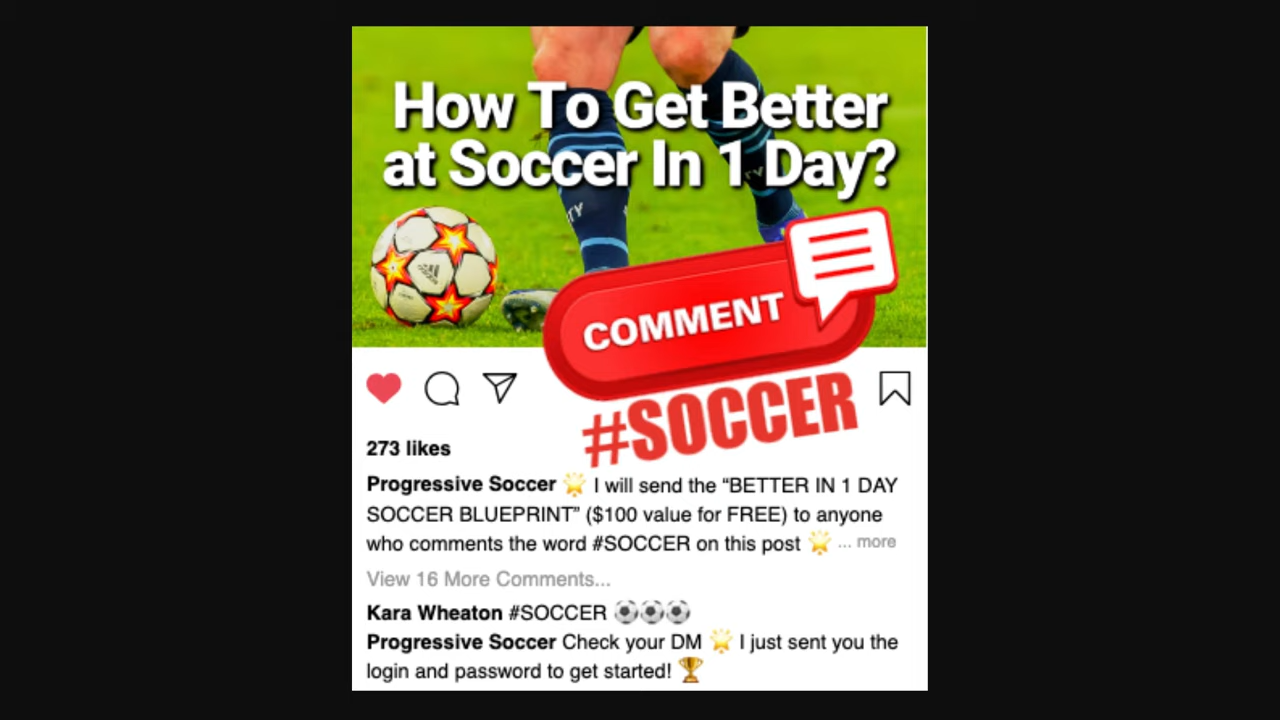 How To Get Better
at Soccer In 1 Day?
TY
TY
COMMENT
#SOCCER
273 likes
Progressive Soccer 🌟 I will send the “BETTER IN 1 DAY
SOCCER BLUEPRINT” ($100 value for FREE) to anyone
who comments the word #SOCCER on this post 🌟 ... more
View 16 More Comments...
Kara Wheaton #SOCCER ⚽⚽⚽
Progressive Soccer Check your DM 🌟 I just sent you the
login and password to get started! 🏆